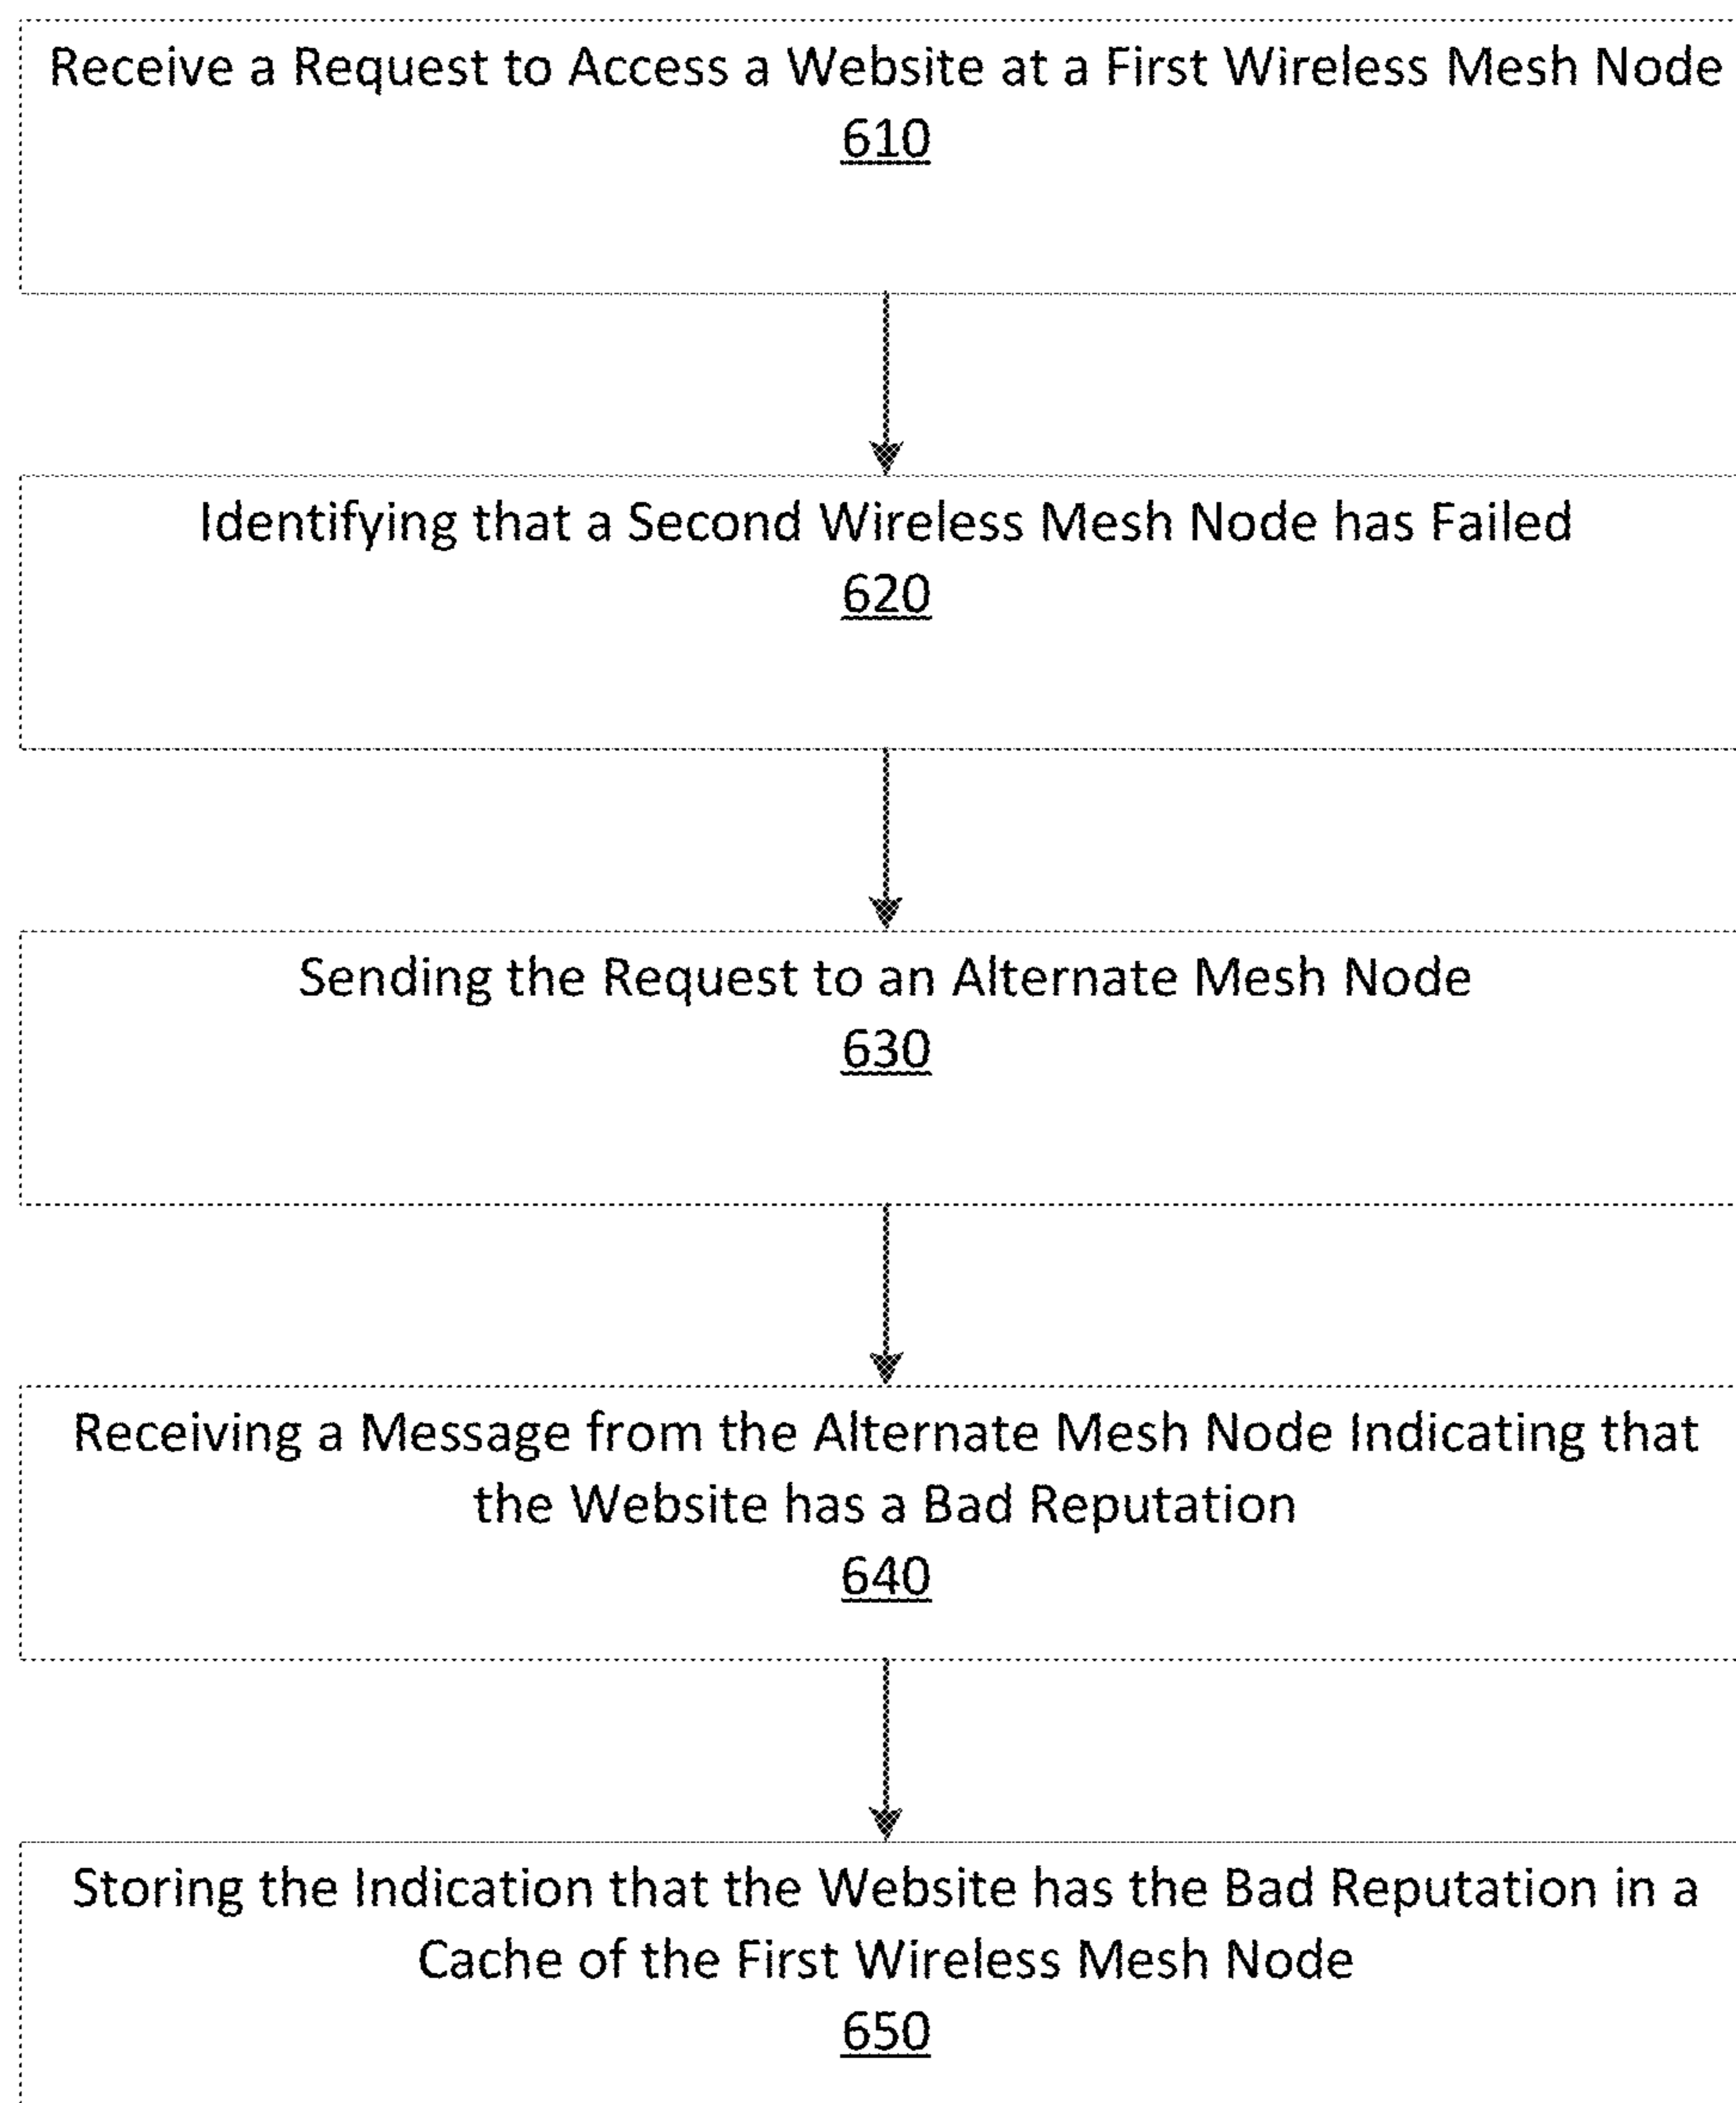 Receive a Request to Access a Website at a First Wireless Mesh Node
610
Identifying that a Second Wireless Mesh Node has Failed
620
Sending the Request to an Alternate Mesh Node
630
Receiving a Message from the Alternate Mesh Node Indicating that
the Website has a Bad Reputation
640
Storing the Indication that the Website has the Bad Reputation in a
Cache of the First Wireless Mesh Node
650